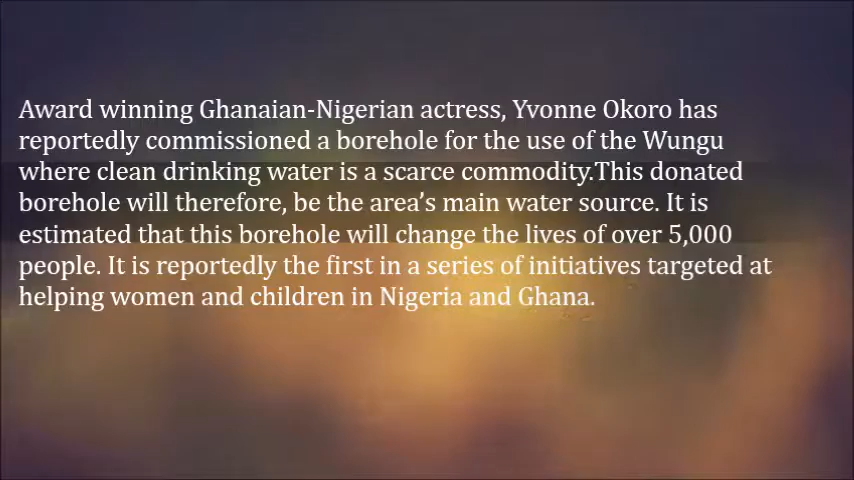 Award winning Ghanaian-Nigerian actress, Yvonne Okoro has
reportedly commissioned a borehole for the use of the Wungu
where clean drinking water is a scarce commodity.This donated
borehole will therefore, be the area’s main water source. It is
estimated that this borehole will change the lives of over 5,000
people. It is reportedly the first in a series of initiatives targeted at
helping women and children in Nigeria and Ghana.